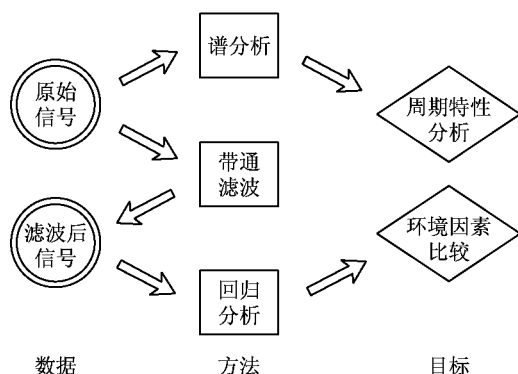 谱分析
原始
信号
周期特性
分析
带通
滤波
滤波后
信号
环境因素
比较
回归
分析
数据
方法
目标